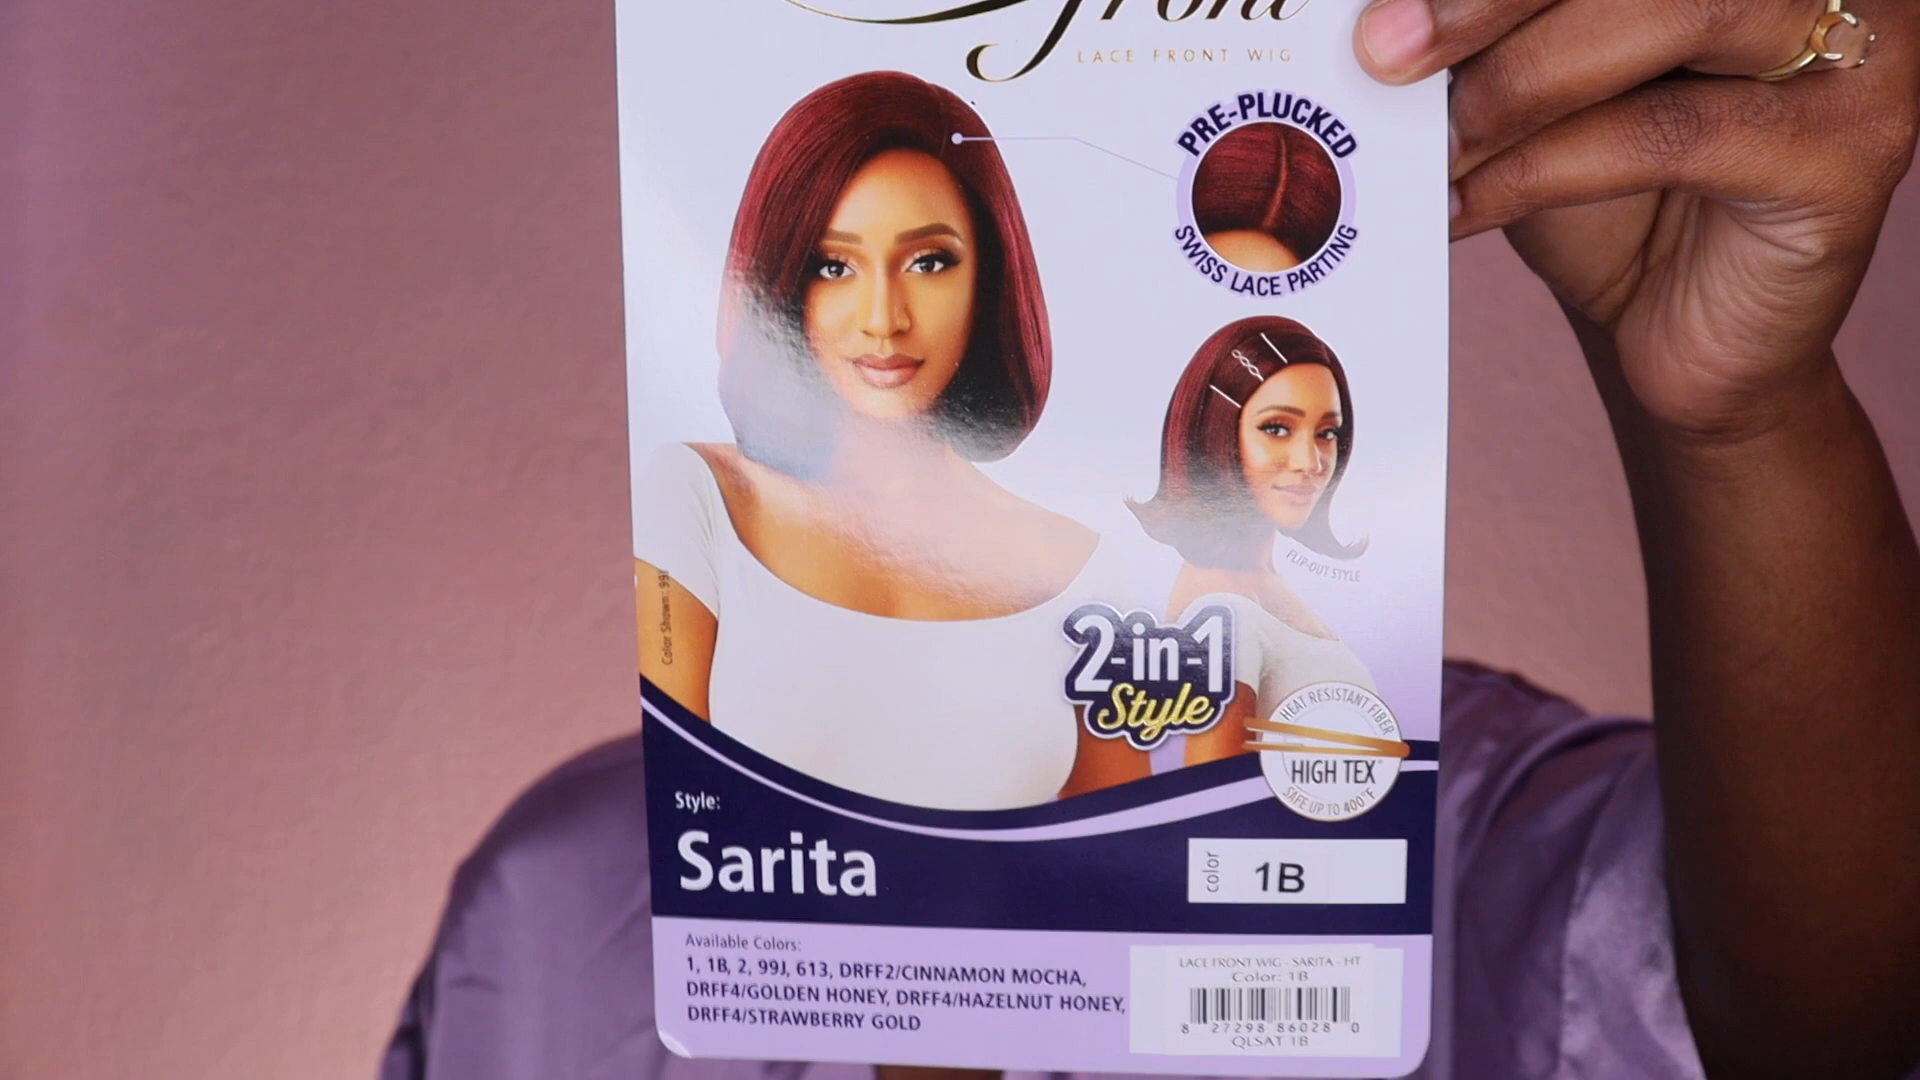 front
LACE FRONT WIG
PRE-PLUCKED
SWISS LACE PARTING
FLIP-OUT STYLE
Color Shown: 99J
2-in-1
Style
HEAT RESISTANT FIBER
HIGH TEX
SAFE UP TO 400°F
Style:
Sarita
color
1B
Available Colors:
1, 1B, 2, 99J, 613, DRFF2/CINNAMON MOCHA,
DRFF4/GOLDEN HONEY, DRFF4/HAZELNUT HONEY,
DRFF4/STRAWBERRY GOLD
LACE FRONT WIG - SARITA - HT
Color: 1B
8 27298 86028 0
QLSAT 1B